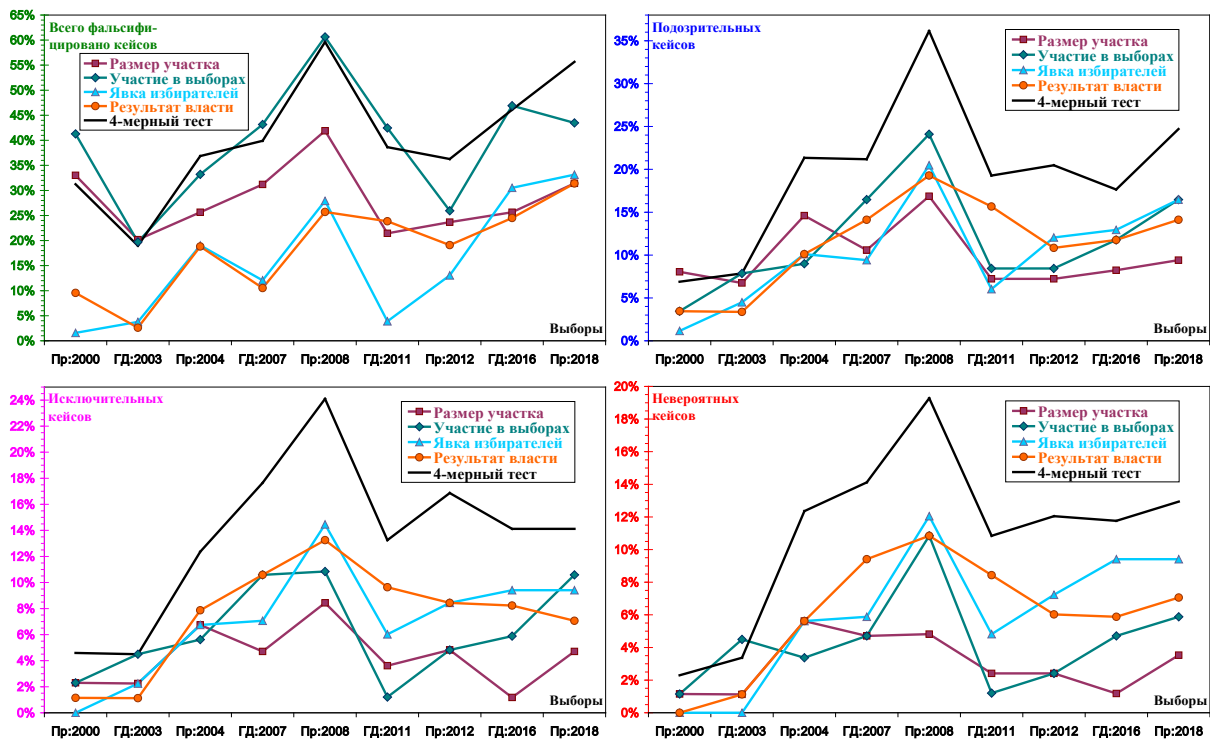 Всего фальсифи-
цировано кейсов
65%
60%
55%
50%
45%
40%
35%
30%
25%
20%
15%
10%
5%
0%
Размер участка
Участие в выборах
Явка избирателей
Результат власти
4-мерный тест
Выборы
Пр:2000 ГД:2003 Пр:2004 ГД:2007 Пр:2008 ГД:2011 Пр:2012 ГД:2016 Пр:2018
Подозрительных
кейсов
35%
30%
25%
20%
15%
10%
5%
0%
Размер участка
Участие в выборах
Явка избирателей
Результат власти
4-мерный тест
Выборы
Пр:2000 ГД:2003 Пр:2004 ГД:2007 Пр:2008 ГД:2011 Пр:2012 ГД:2016 Пр:2018
Исключительных
кейсов
24%
22%
20%
18%
16%
14%
12%
10%
8%
6%
4%
2%
0%
Размер участка
Участие в выборах
Явка избирателей
Результат власти
4-мерный тест
Выборы
Пр:2000 ГД:2003 Пр:2004 ГД:2007 Пр:2008 ГД:2011 Пр:2012 ГД:2016 Пр:2018
Невероятных
кейсов
20%
18%
16%
14%
12%
10%
8%
6%
4%
2%
0%
Размер участка
Участие в выборах
Явка избирателей
Результат власти
4-мерный тест
Выборы
Пр:2000 ГД:2003 Пр:2004 ГД:2007 Пр:2008 ГД:2011 Пр:2012 ГД:2016 Пр:2018